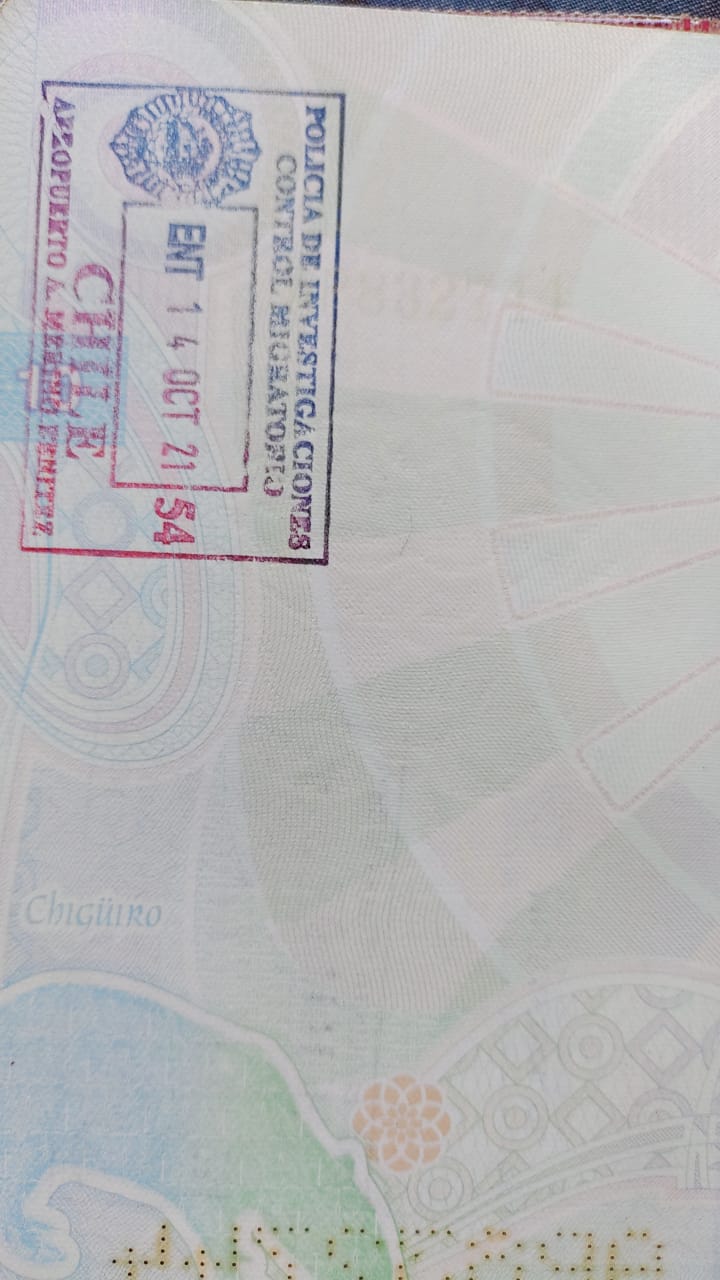 POLICIA DE INVESTIGACIONES
CONTROL MIGRATORIO
ENT 14 OCT 21
54
CHILE
AEROPUERTO A. MERINO BENITEZ
Chigüiro